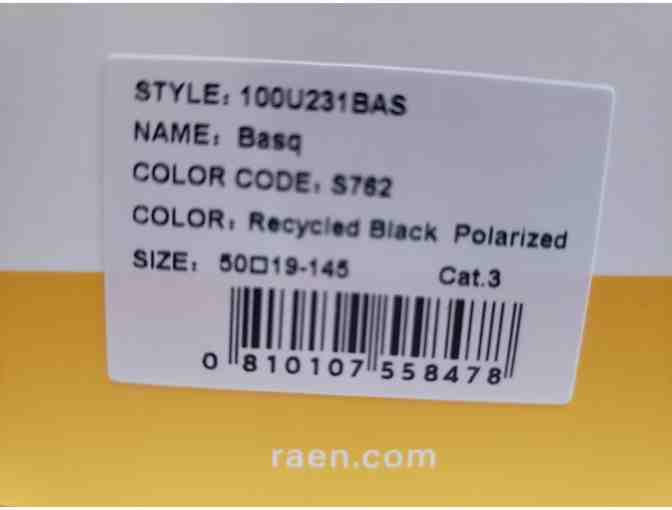 STYLE: 100U231BAS
NAME: Basq
COLOR CODE: S762
COLOR: Recycled Black Polarized
SIZE: 50□19-145 Cat.3
0 810107 558478
raen.com